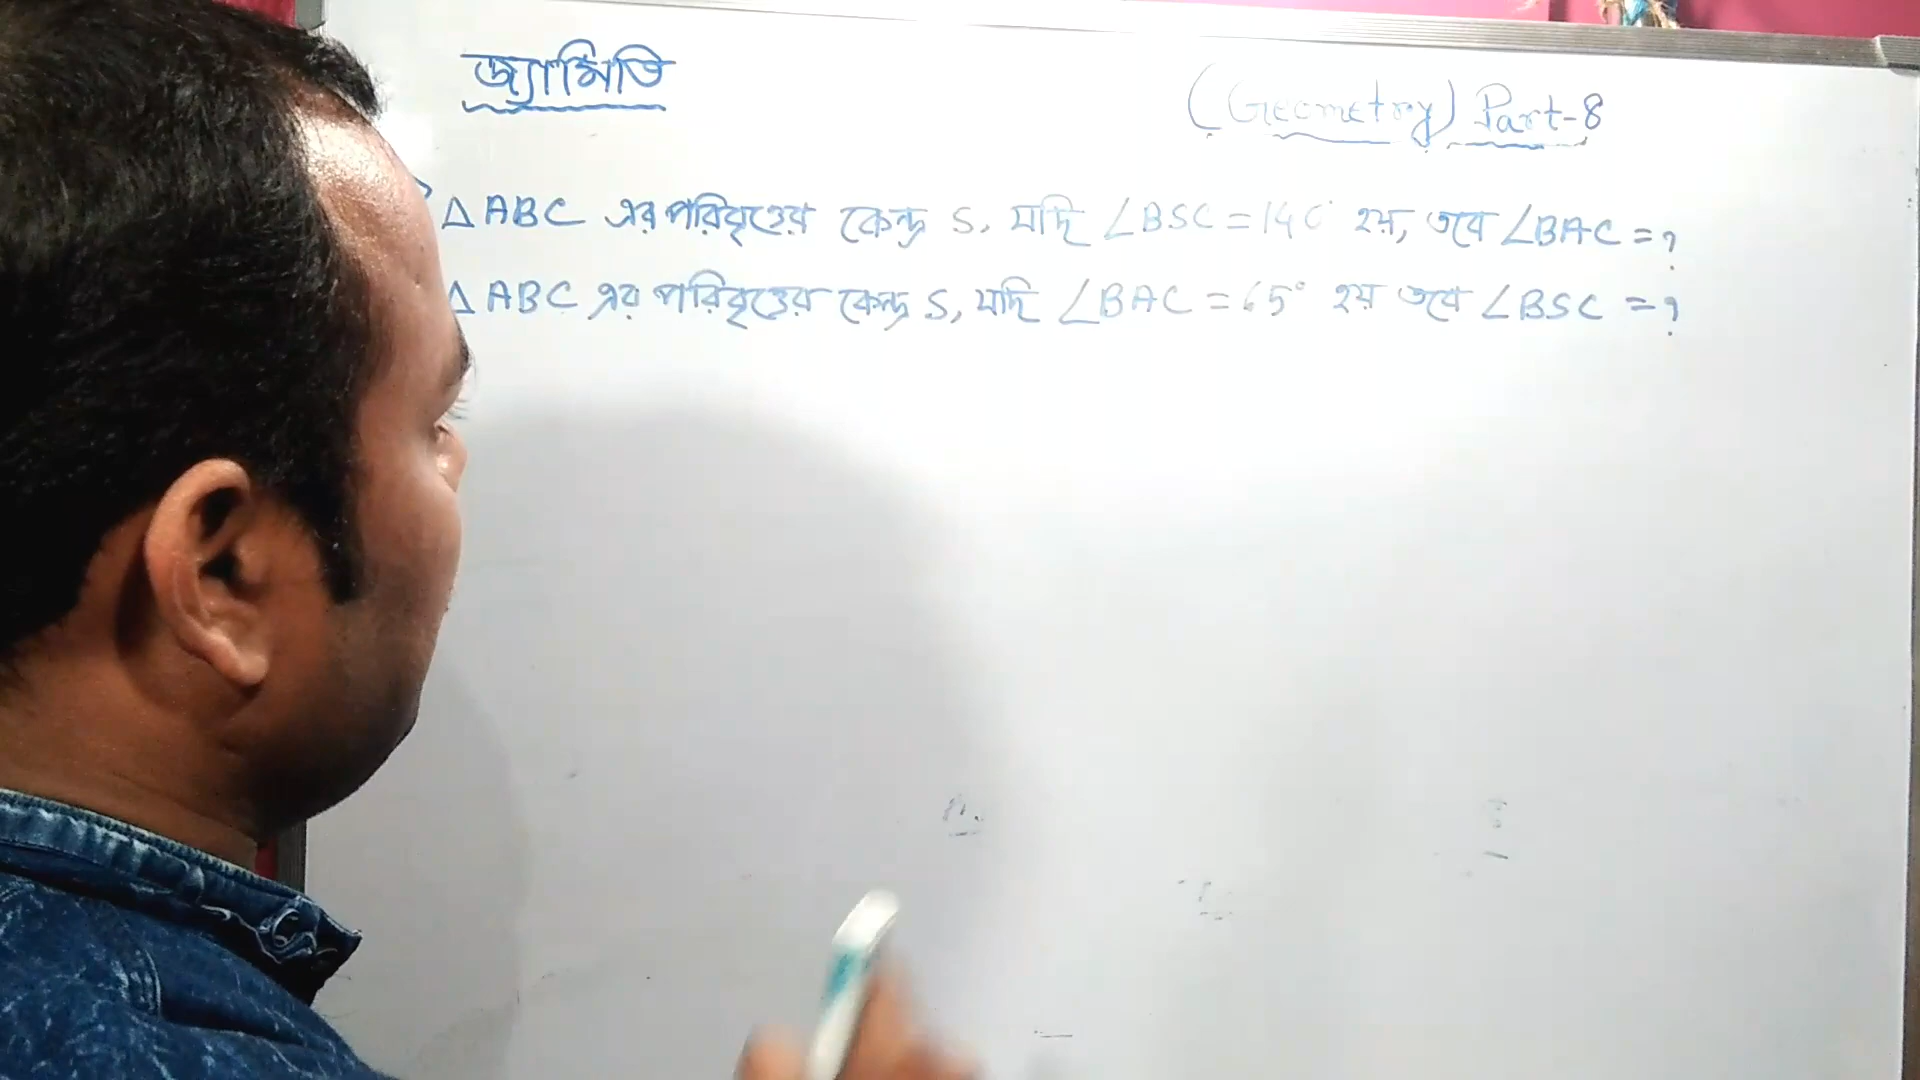 জ্যামিতি
(Geometry) Part-8
△ABC এর পরিবৃত্তের কেন্দ্র S, যদি ∠BSC = 140° হয়, তবে ∠BAC = ?
△ABC এর পরিবৃত্তের কেন্দ্র S, যদি ∠BAC = 65° হয় তবে ∠BSC = ?